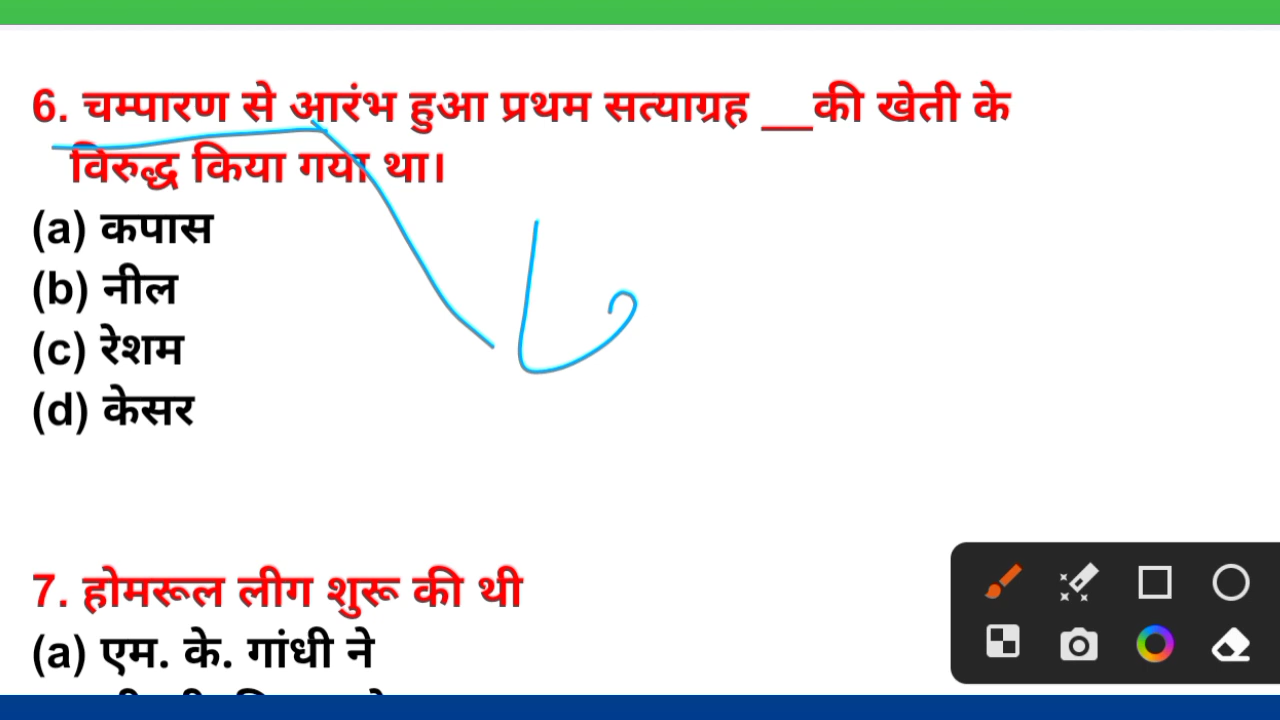 6. चम्पारण से आरंभ हुआ प्रथम सत्याग्रह __की खेती के
विरुद्ध किया गया था।
(a) कपास
(b) नील
(c) रेशम
(d) केसर
7. होमरूल लीग शुरू की थी
(a) एम. के. गांधी ने